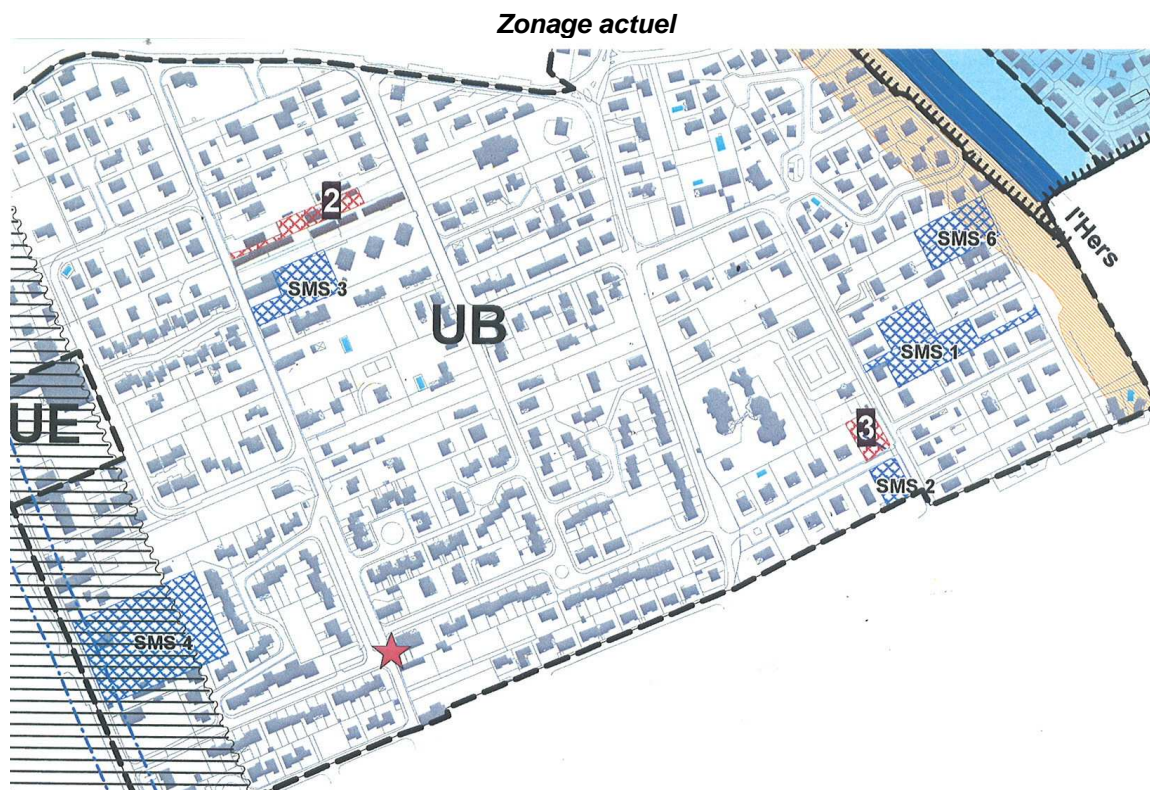 Zonage actuel
2
l'Hers
SMS 6
SMS 3
UB
SMS 1
UE
3
SMS 2
SMS 4